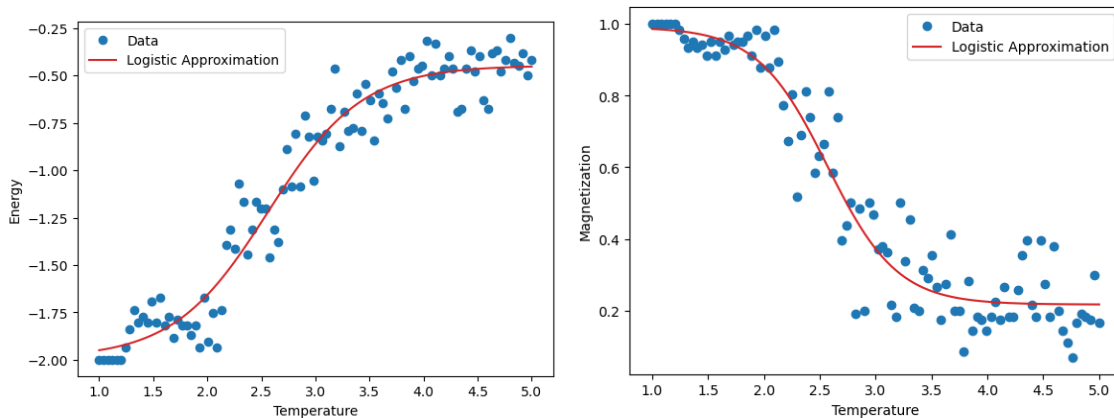 −0.25
−0.50
−0.75
−1.00
−1.25
−1.50
−1.75
−2.00
Energy
1.0 1.5 2.0 2.5 3.0 3.5 4.0 4.5 5.0
Temperature
Data
Logistic Approximation
1.0
0.8
0.6
0.4
0.2
Magnetization
1.0 1.5 2.0 2.5 3.0 3.5 4.0 4.5 5.0
Temperature
Data
Logistic Approximation